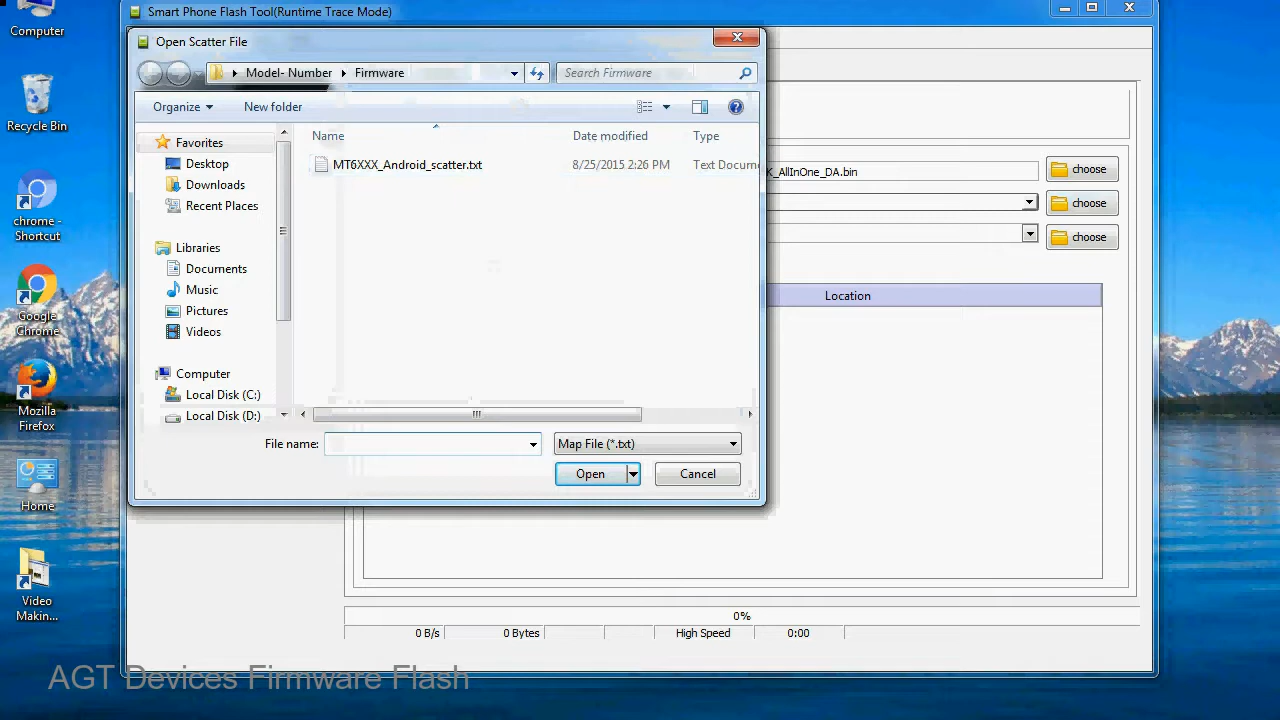 Computer
Recycle Bin
chrome -
Shortcut
Google
Chrome
Mozilla
Firefox
Home
Video
Makin...
Smart Phone Flash Tool(Runtime Trace Mode)
Open Scatter File
Model- Number
Firmware
Search Firmware
Organize
New folder
Favorites
Desktop
Downloads
Recent Places
Libraries
Documents
Music
Pictures
Videos
Computer
Local Disk (C:)
Local Disk (D:)
Name
Date modified
Type
MT6XXX_Android_scatter.txt
8/25/2015 2:26 PM
Text Docum
File name:
Map File (*.txt)
Open
Cancel
K_AllInOne_DA.bin
choose
choose
choose
Location
0%
0 B/s
0 Bytes
High Speed
0:00
AGT Devices Firmware Flash